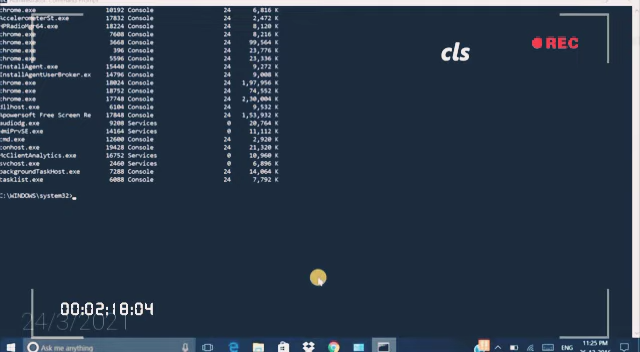 chrome.exe 10192 Console 24 6,816 K
AccelerometerSt.exe 17832 Console 24 2,472 K
HPRadioMgr64.exe 18224 Console 24 8,120 K
chrome.exe 7608 Console 24 8,216 K
chrome.exe 3668 Console 24 99,564 K
chrome.exe 396 Console 24 23,776 K
chrome.exe 5596 Console 24 23,336 K
InstallAgent.exe 15440 Console 24 9,272 K
InstallAgentUserBroker.ex 14796 Console 24 9,008 K
chrome.exe 18024 Console 24 1,97,956 K
chrome.exe 18752 Console 24 74,552 K
chrome.exe 17748 Console 24 2,30,004 K
dllhost.exe 6104 Console 24 9,532 K
Apowersoft Free Screen Re 17848 Console 24 1,53,932 K
audiodg.exe 9208 Services 0 20,764 K
WmiPrvSE.exe 14164 Services 0 11,112 K
cmd.exe 12600 Console 24 2,920 K
conhost.exe 19428 Console 24 21,320 K
McClientAnalytics.exe 16752 Services 0 10,960 K
svchost.exe 2460 Services 0 6,896 K
backgroundTaskHost.exe 7288 Console 24 14,064 K
tasklist.exe 6088 Console 24 7,792 K
C:\WINDOWS\system32>
cls
REC
00:02:18:04
24/3/2021
Ask me anything
ENG
11:25 PM